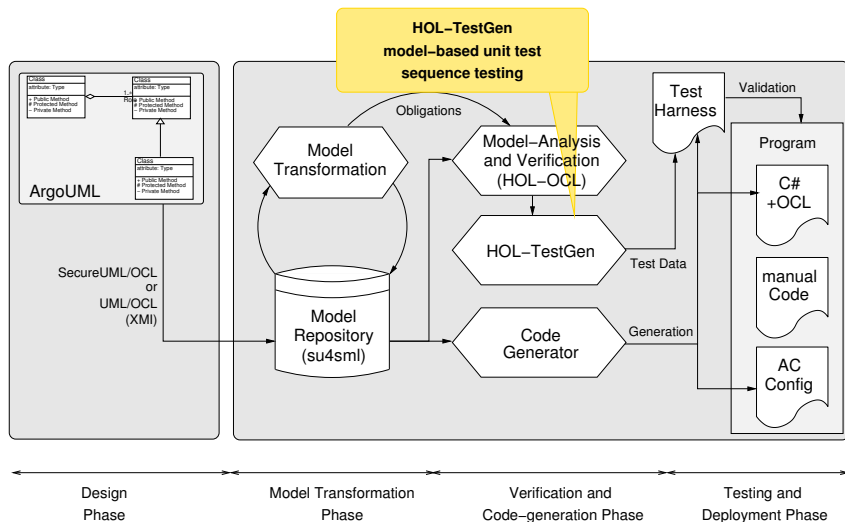 HOL−TestGen
model−based unit test
sequence testing
Class
attribute: Type
+ Public Method
# Protected Method
− Private Method
1..*
Role
Class
attribute: Type
+ Public Method
# Protected Method
− Private Method
Class
attribute: Type
+ Public Method
# Protected Method
− Private Method
ArgoUML
SecureUML/OCL
or
UML/OCL
(XMI)
Model
Transformation
Obligations
Model−Analysis
and Verification
(HOL−OCL)
HOL−TestGen
Test Data
Model
Repository
(su4sml)
Code
Generator
Generation
Test
Harness
Validation
Program
C#
+OCL
manual
Code
AC
Config
Design
Phase
Model Transformation
Phase
Verification and
Code−generation Phase
Testing and
Deployment Phase